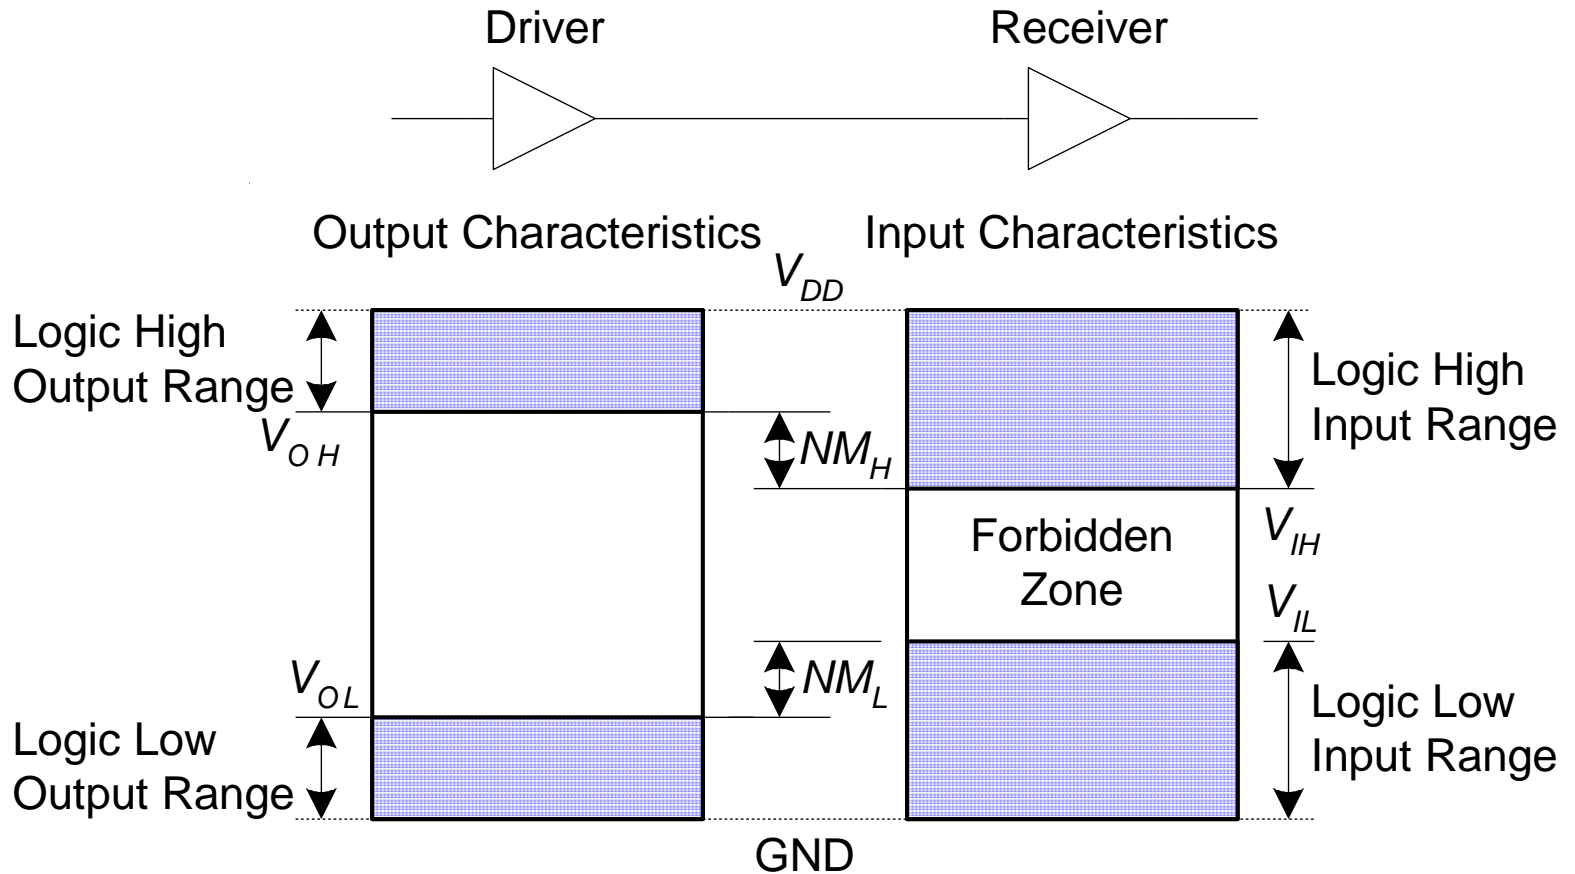 Driver
Receiver
Output Characteristics
Input Characteristics
VDD
Logic High
Output Range
VO H
NMH
Logic High
Input Range
Forbidden
Zone
VIH
VIL
VOL
NML
Logic Low
Output Range
Logic Low
Input Range
GND